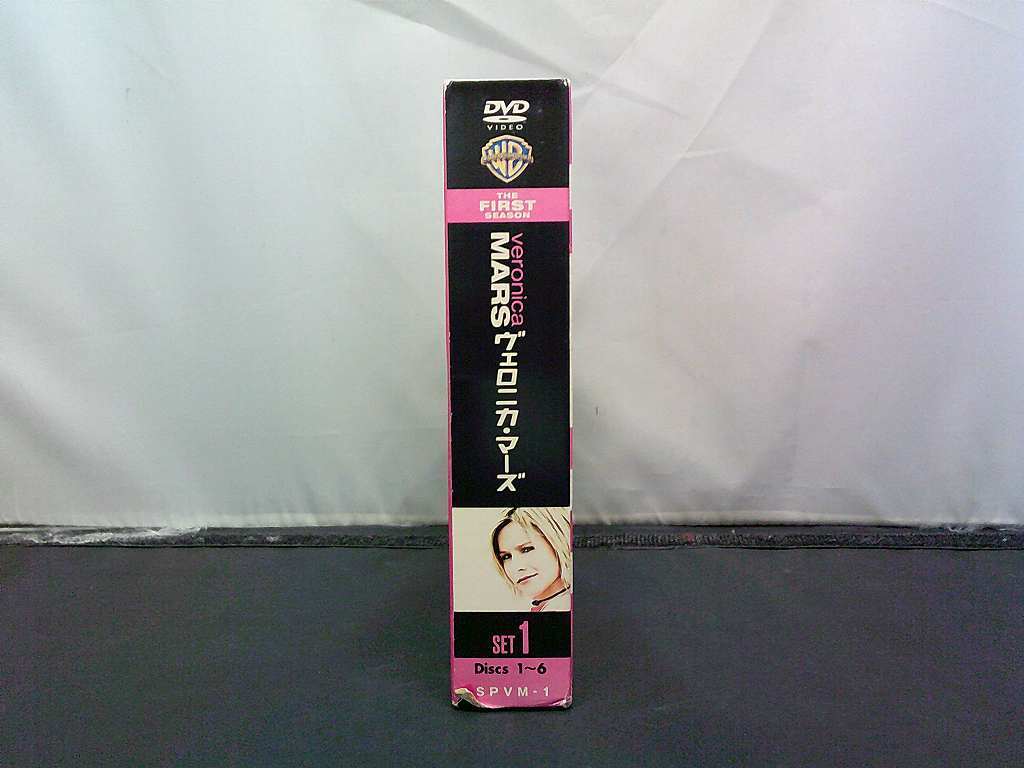 DVD
VIDEO
WB
THE
FIRST
SEASON
veronica
MARS
ヴェロニカ・マーズ
SET 1
Discs 1~6
SPVM-1